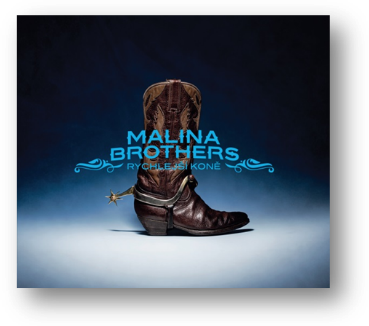 MALINA
BROTHERS
RYCHLEJŠÍ KONĚ